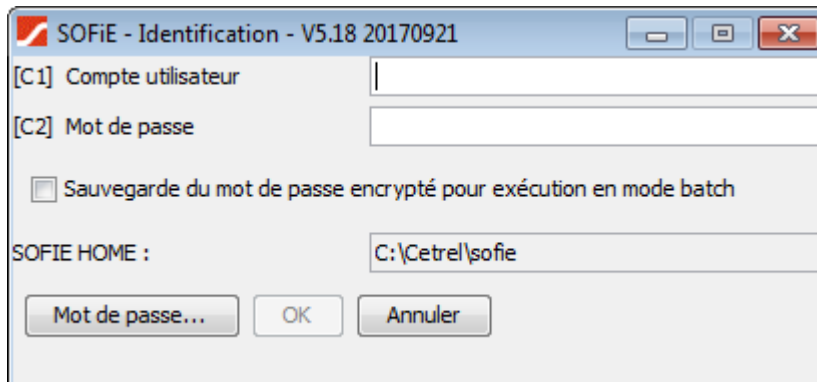 SOFiE - Identification - V5.18 20170921
[C1] Compte utilisateur
[C2] Mot de passe
Sauvegarde du mot de passe encrypté pour exécution en mode batch
SOFIE HOME : C:\Cetrel\sofie
Mot de passe... OK Annuler